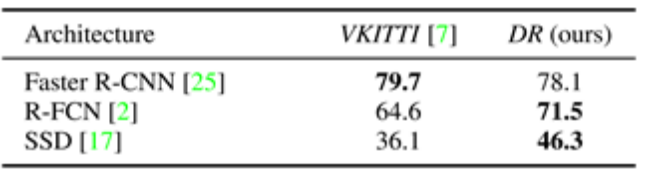 Architecture VKITTI [7] DR (ours)
Faster R-CNN [25] 79.7 78.1
R-FCN [2] 64.6 71.5
SSD [17] 36.1 46.3